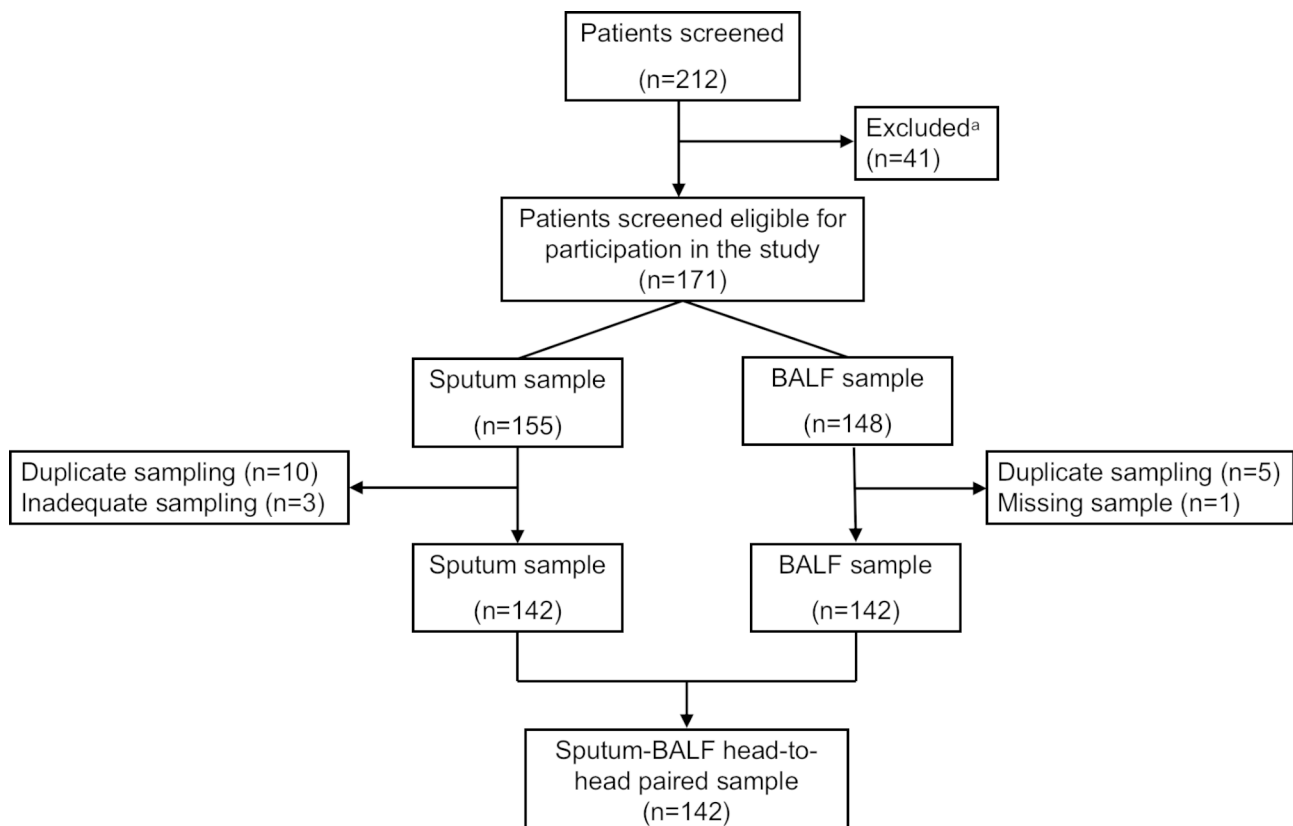 Patients screened
(n=212)
Excludedᵃ
(n=41)
Patients screened eligible for
participation in the study
(n=171)
Sputum sample
(n=155)
BALF sample
(n=148)
Duplicate sampling (n=10)
Inadequate sampling (n=3)
Duplicate sampling (n=5)
Missing sample (n=1)
Sputum sample
(n=142)
BALF sample
(n=142)
Sputum-BALF head-to-
head paired sample
(n=142)